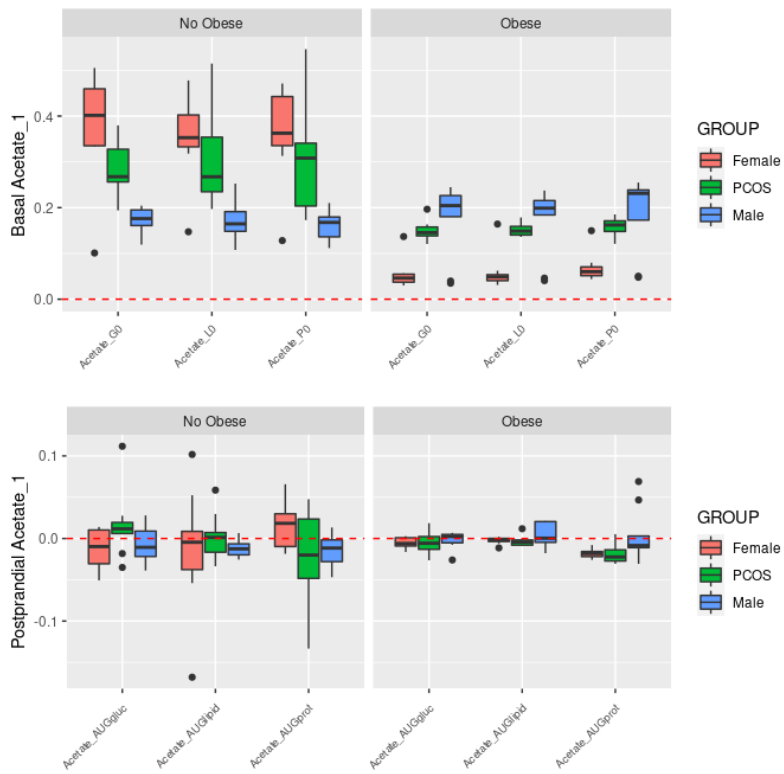 No Obese
Obese
Basal Acetate_1
0.4
0.2
0.0
Acetate_G0
Acetate_L0
Acetate_P0
Acetate_G0
Acetate_L0
Acetate_P0
GROUP
Female
PCOS
Male
No Obese
Obese
Postprandial Acetate_1
0.1
0.0
-0.1
Acetate_AUGgluc
Acetate_AUGlipid
Acetate_AUGprot
Acetate_AUGgluc
Acetate_AUGlipid
Acetate_AUGprot
GROUP
Female
PCOS
Male